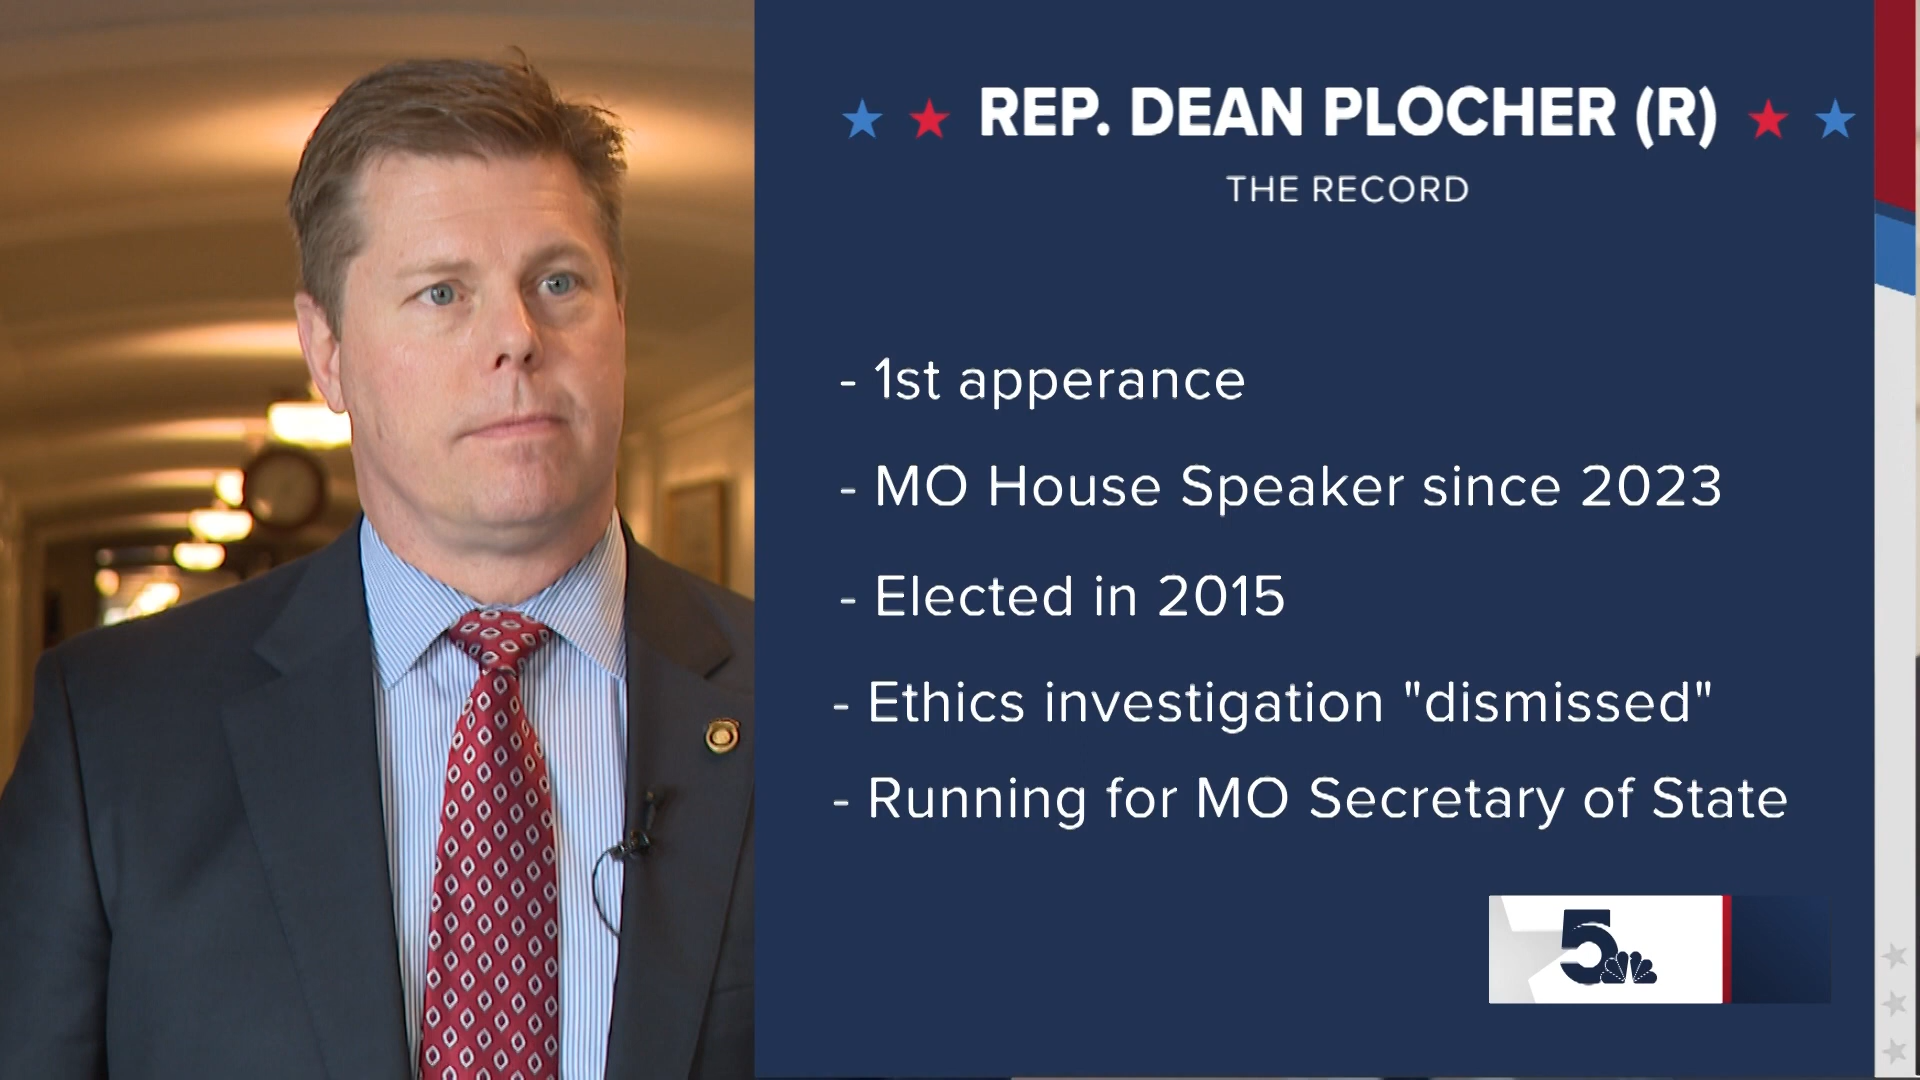 REP. DEAN PLOCHER (R)
THE RECORD
- 1st apperance
- MO House Speaker since 2023
- Elected in 2015
- Ethics investigation "dismissed"
- Running for MO Secretary of State
5